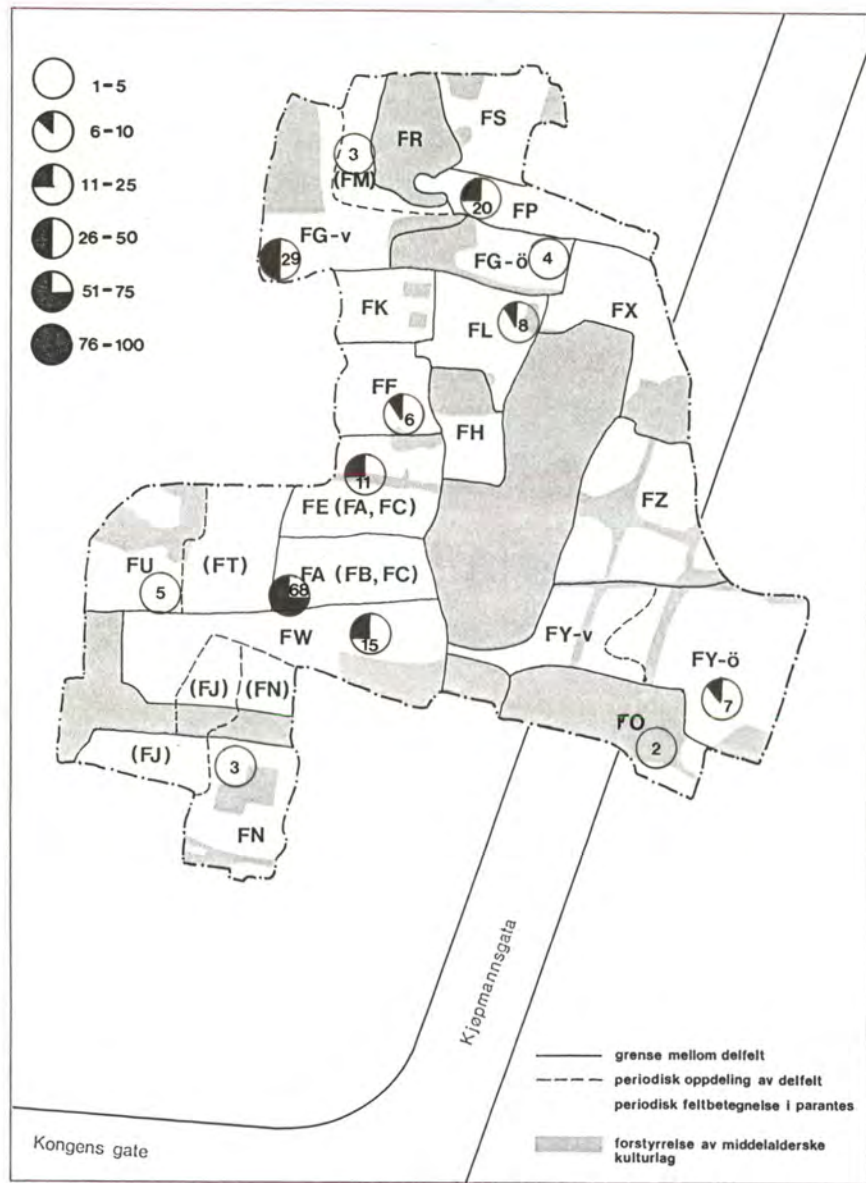 1–5
6–10
11–25
26–50
51–75
76–100
FS
FR
3
(FM)
20
FP
FG-v
29
FG-ö
4
FX
FK
FL
8
FF
6
FH
11
FE (FA, FC)
FZ
FU
5
(FT)
FA (FB, FC)
68
FW
15
FY-v
FY-ö
7
(FJ)
(FN)
FO
2
(FJ)
3
FN
Kjøpmannsgata
Kongens gate
grense mellom delfelt
periodisk oppdeling av delfelt
periodisk feltbetegnelse i parantes
forstyrrelse av middelalderske
kulturlag